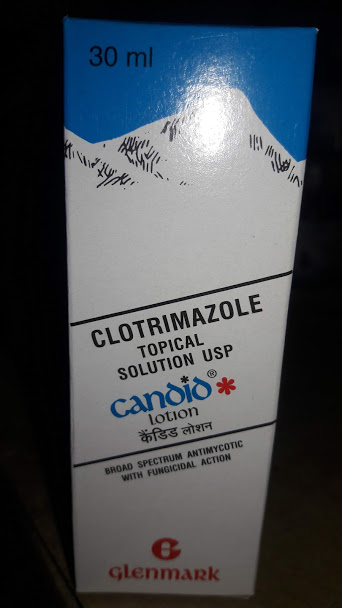 30 ml
CLOTRIMAZOLE
TOPICAL
SOLUTION USP
Candid®*
lotion
कैंडिड लोशन
BROAD SPECTRUM ANTIMYCOTIC
WITH FUNGICIDAL ACTION
Glenmark